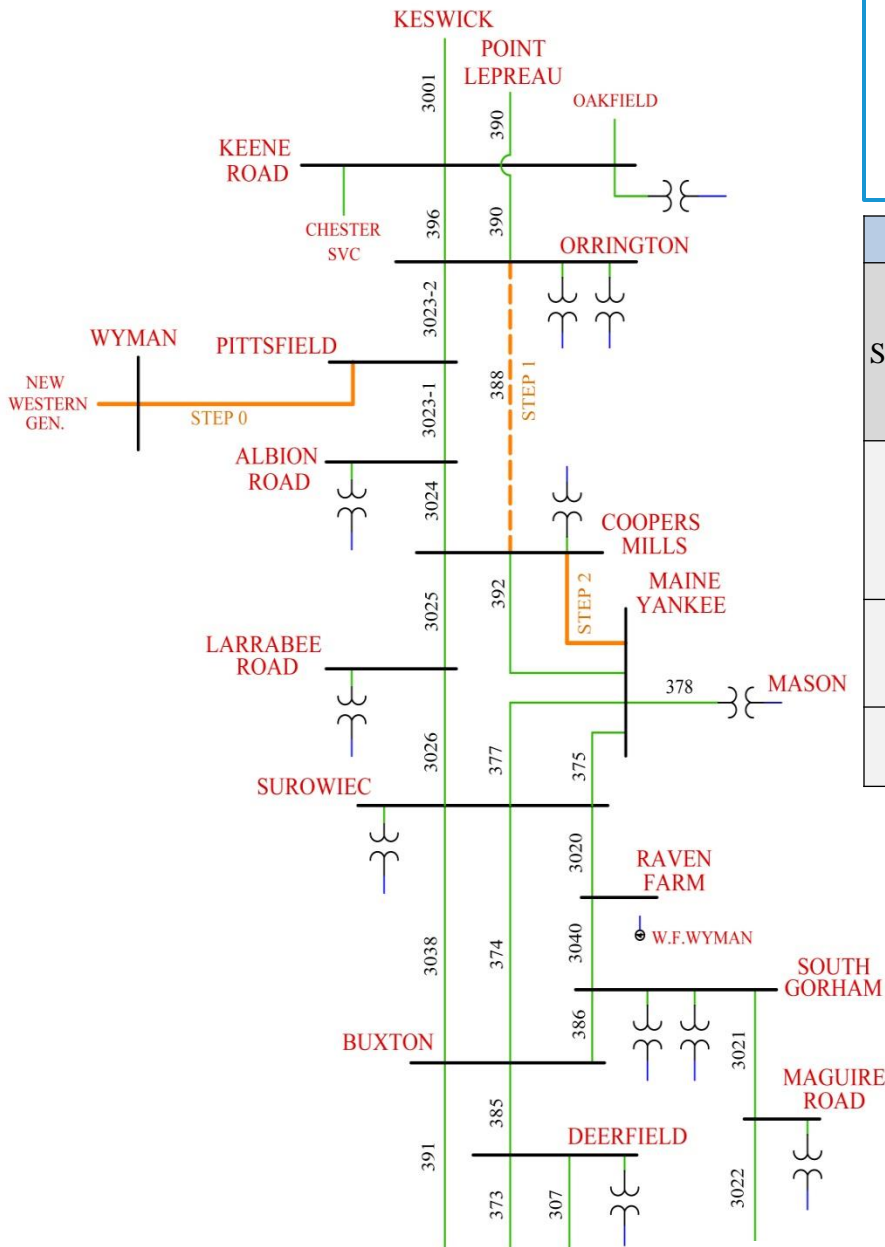 KESWICK
POINT
LEPREAU
3001
390
OAKFIELD
KEENE
ROAD
CHESTER
SVC
396
390
ORRINGTON
3023-2
WYMAN
PITTSFIELD
NEW
WESTERN
GEN.
STEP 0
3023-1
388
STEP 1
ALBION
ROAD
3024
COOPERS
MILLS
392
STEP 2
MAINE
YANKEE
3025
LARRABEE
ROAD
378
MASON
3026
377
375
SUROWIEC
3020
RAVEN
FARM
W.F.WYMAN
3038
374
3040
SOUTH
GORHAM
386
3021
BUXTON
MAGUIRE
ROAD
385
DEERFIELD
391
373
307
3022
S